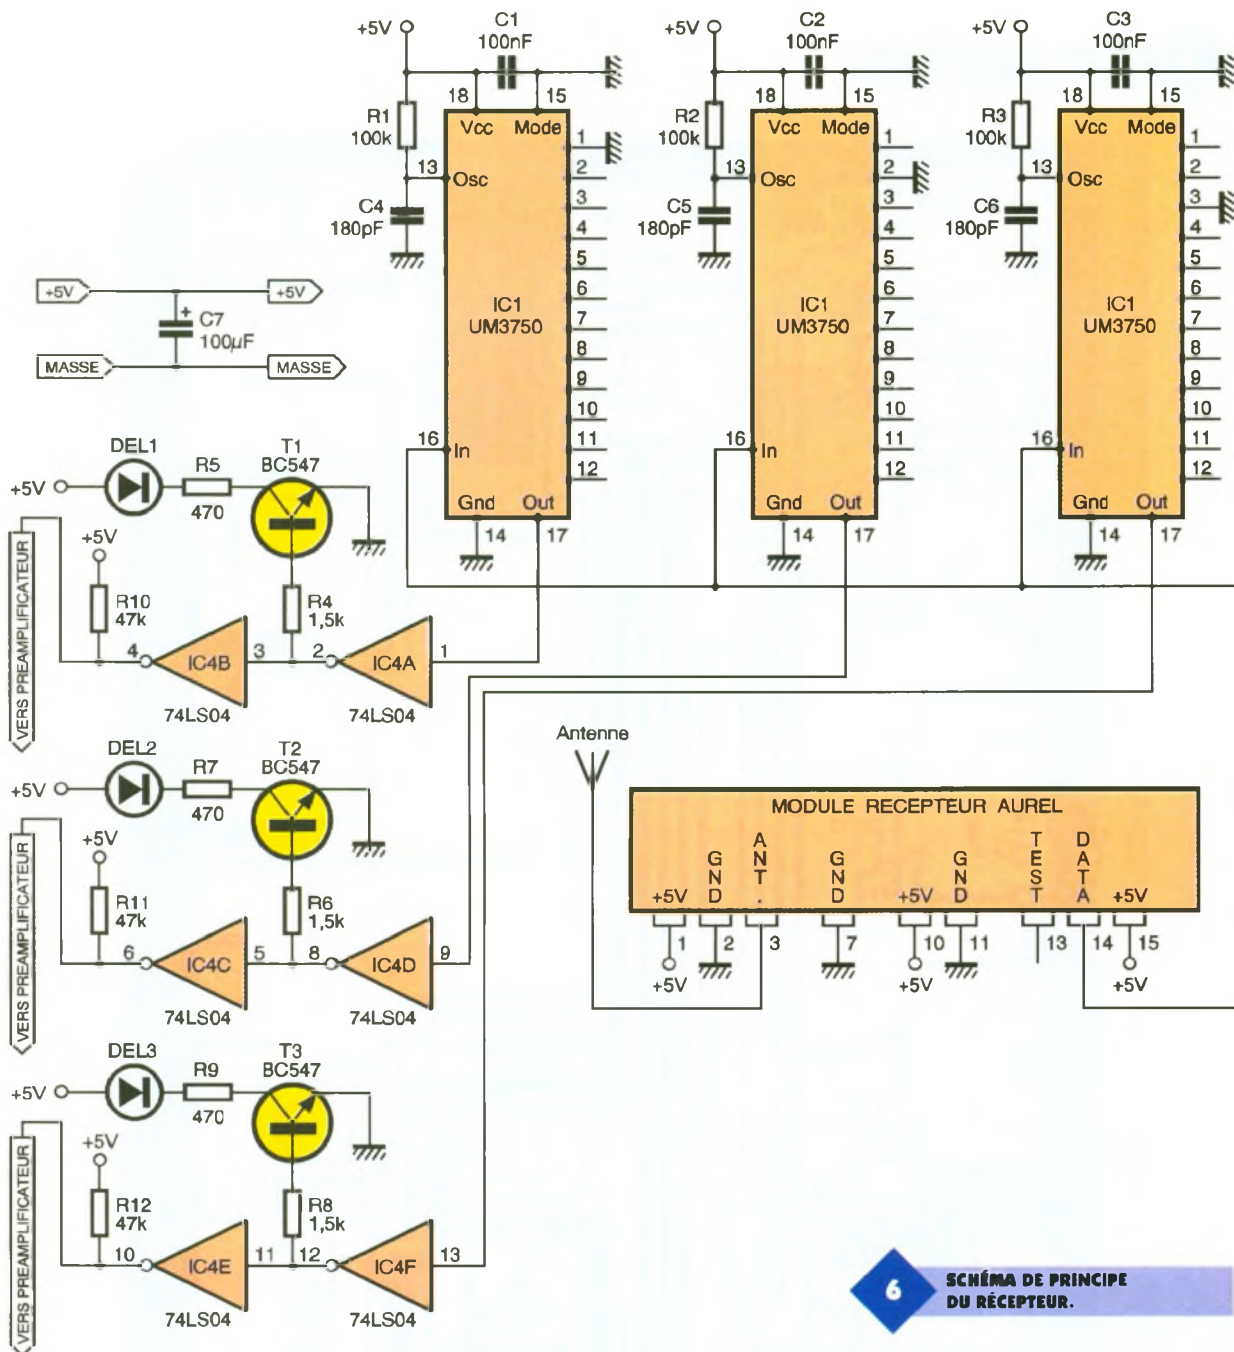 +5V
C1
100nF
+5V
C2
100nF
+5V
C3
100nF
18
15
18
15
18
15
R1
100k
Vcc
Mode
R2
100k
Vcc
Mode
R3
100k
Vcc
Mode
13
Osc
13
Osc
13
Osc
C4
180pF
C5
180pF
C6
180pF
1
2
3
4
5
6
7
8
9
10
11
12
1
2
3
4
5
6
7
8
9
10
11
12
1
2
3
4
5
6
7
8
9
10
11
12
IC1
UM3750
IC1
UM3750
IC1
UM3750
16
In
16
In
16
In
Gnd
Out
Gnd
Out
Gnd
Out
14
17
14
17
14
17
+5V
+5V
+
C7
100µF
MASSE
MASSE
DEL1
R5
470
T1
BC547
+5V
VERS PREAMPLIFICATEUR
+5V
R10
47k
R4
1,5k
4
IC4B
3
2
IC4A
1
74LS04
74LS04
DEL2
R7
470
T2
BC547
+5V
VERS PREAMPLIFICATEUR
+5V
R11
47k
R6
1,5k
6
IC4C
5
8
IC4D
9
74LS04
74LS04
DEL3
R9
470
T3
BC547
+5V
VERS PREAMPLIFICATEUR
+5V
R12
47k
R8
1,5k
10
IC4E
11
12
IC4F
13
74LS04
74LS04
Antenne
MODULE RECEPTEUR AUREL
+5V
GND
ANT.
GND
+5V
GND
TEST
DATA
+5V
1
2
3
7
10
11
13
14
15
+5V
+5V
+5V
6
SCHÉMA DE PRINCIPE
DU RÉCEPTEUR.